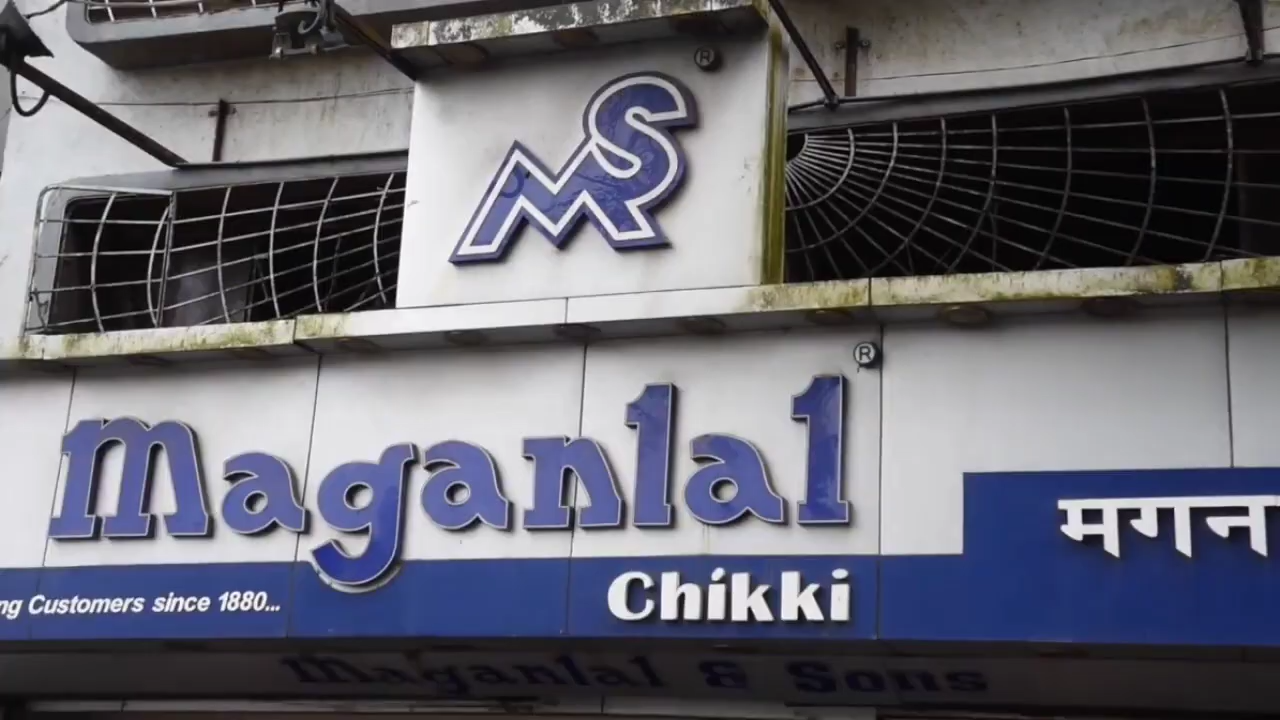 MS ®
Maganlal ®
ng Customers since 1880...
Chikki
मगन
Maganlal & Sons